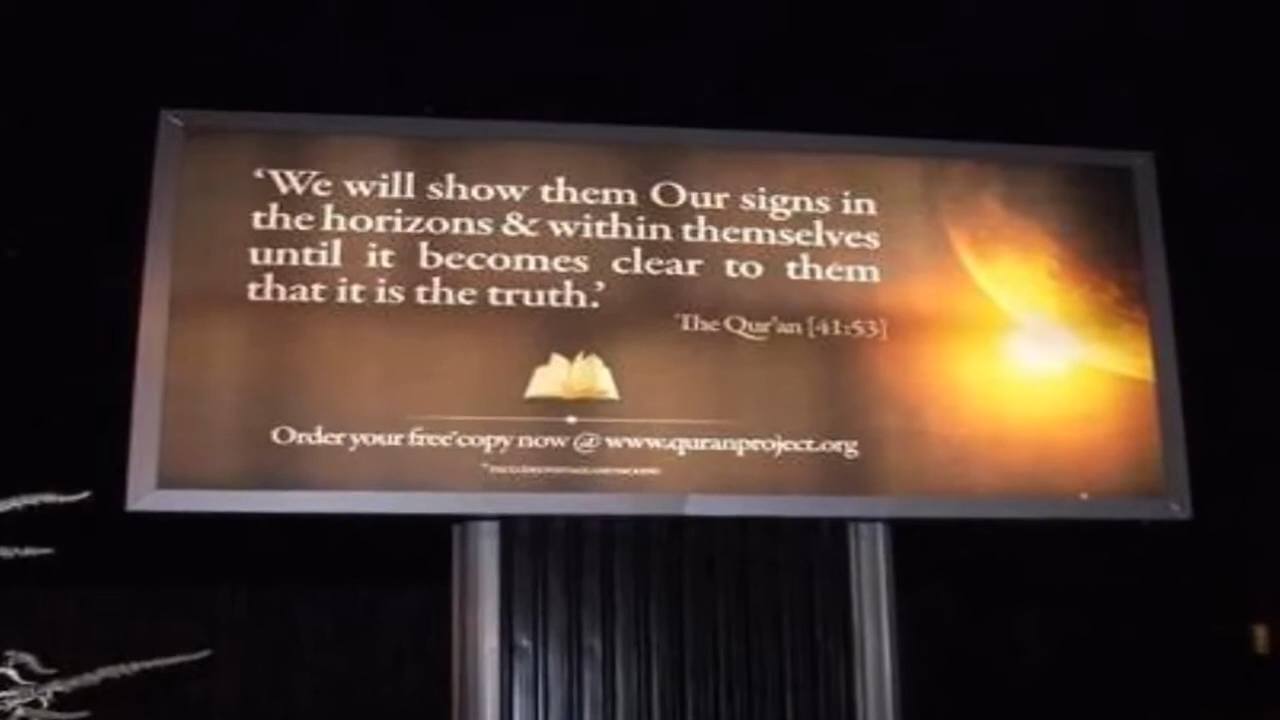 ‘We will show them Our signs in
the horizons & within themselves
until it becomes clear to them
that it is the truth.’
The Qur'an [41:53]
Order your free*copy now @ www.quranproject.org